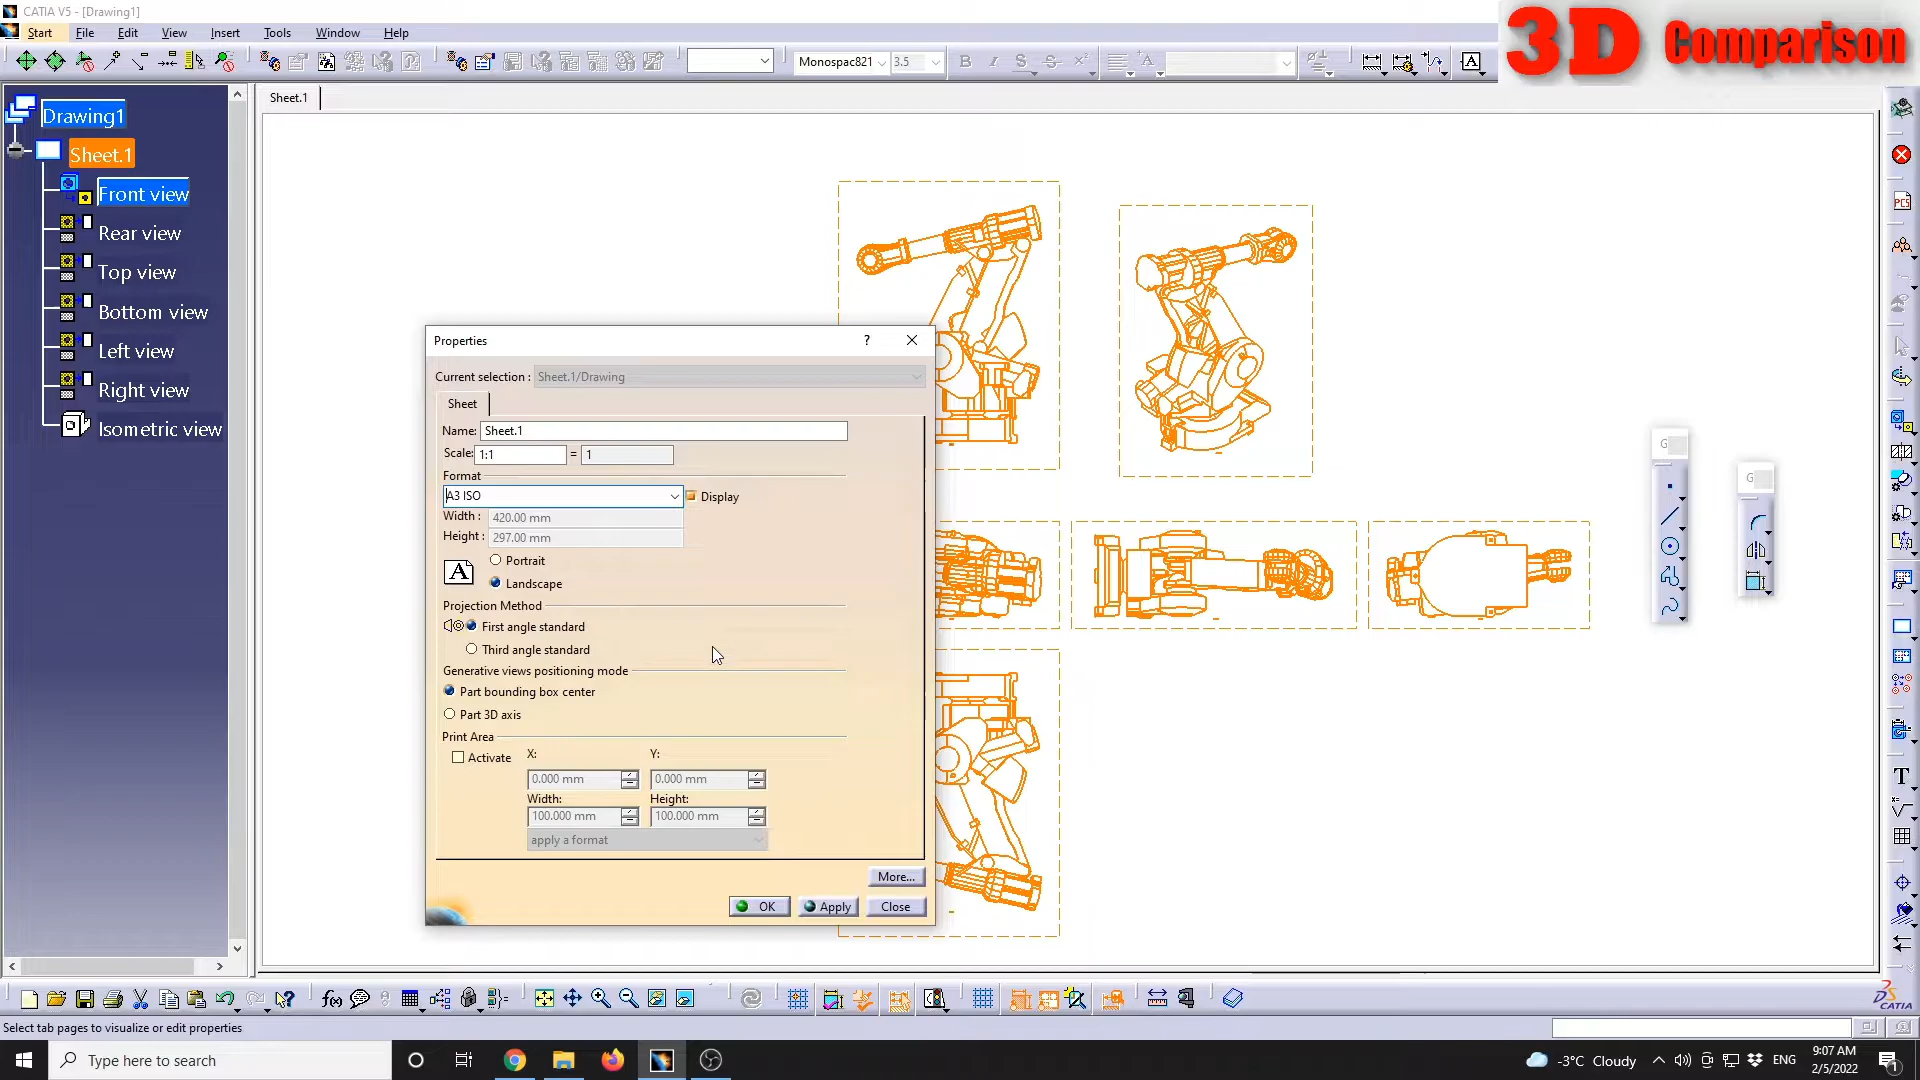 CATIA V5 - [Drawing1]
Start File Edit View Insert Tools Window Help
3D Comparison
Monospac821 3.5 B I S S
Drawing1
Sheet.1
Front view
Rear view
Top view
Bottom view
Left view
Right view
Isometric view
Sheet.1
Properties ?
Current selection : Sheet.1/Drawing
Sheet
Name: Sheet.1
Scale: 1:1 = 1
Format
A3 ISO Display
Width : 420.00 mm
Height : 297.00 mm
A
Portrait
Landscape
Projection Method
First angle standard
Third angle standard
Generative views positioning mode
Part bounding box center
Part 3D axis
Print Area
Activate X: Y:
0.000 mm 0.000 mm
Width: Height:
100.000 mm 100.000 mm
apply a format
More...
OK Apply Close
G
G
PCS
T
CATIA
Select tab pages to visualize or edit properties
Type here to search
-3°C Cloudy ENG
9:07 AM
2/5/2022
1